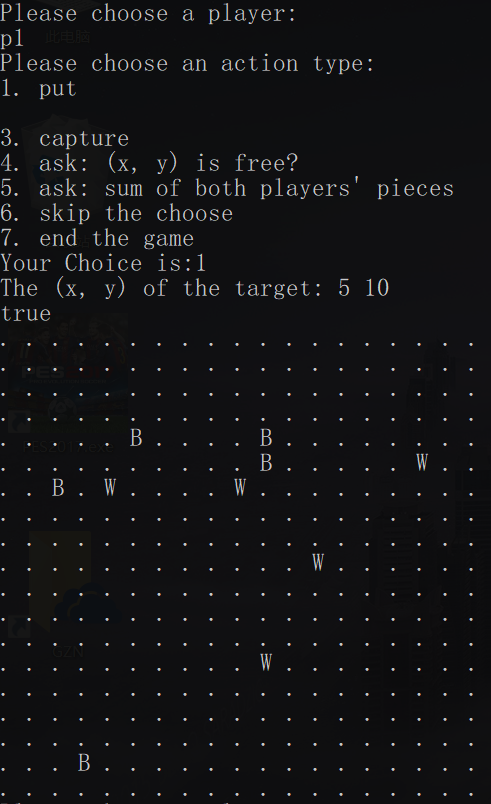 Please choose a player:
p1
Please choose an action type:
1. put
3. capture
4. ask: (x, y) is free?
5. ask: sum of both players' pieces
6. skip the choose
7. end the game
Your Choice is:1
The (x, y) of the target: 5 10
true
. . . . . . . . . . . . . . . . . . .
. . . . . . . . . . . . . . . . . . .
. . . . . . . . . . . . . . . . . . .
. . . . . . . . . . . . . . . . . . .
. . . . . B . . . . B . . . . . . . .
. . . . . . . . . . B . . . . . W . .
. . B . W . . . . W . . . . . . . . .
. . . . . . . . . . . . . . . . . . .
. . . . . . . . . . . . . . . . . . .
. . . . . . . . . . . . W . . . . . .
. . . . . . . . . . . . . . . . . . .
. . . . . . . . . . . . . . . . . . .
. . . . . . . . . . . . . . . . . . .
. . . . . . . . . . W . . . . . . . .
. . . . . . . . . . . . . . . . . . .
. . . . . . . . . . . . . . . . . . .
. . . . . . . . . . . . . . . . . . .
. . . B . . . . . . . . . . . . . . .
. . . . . . . . . . . . . . . . . . .